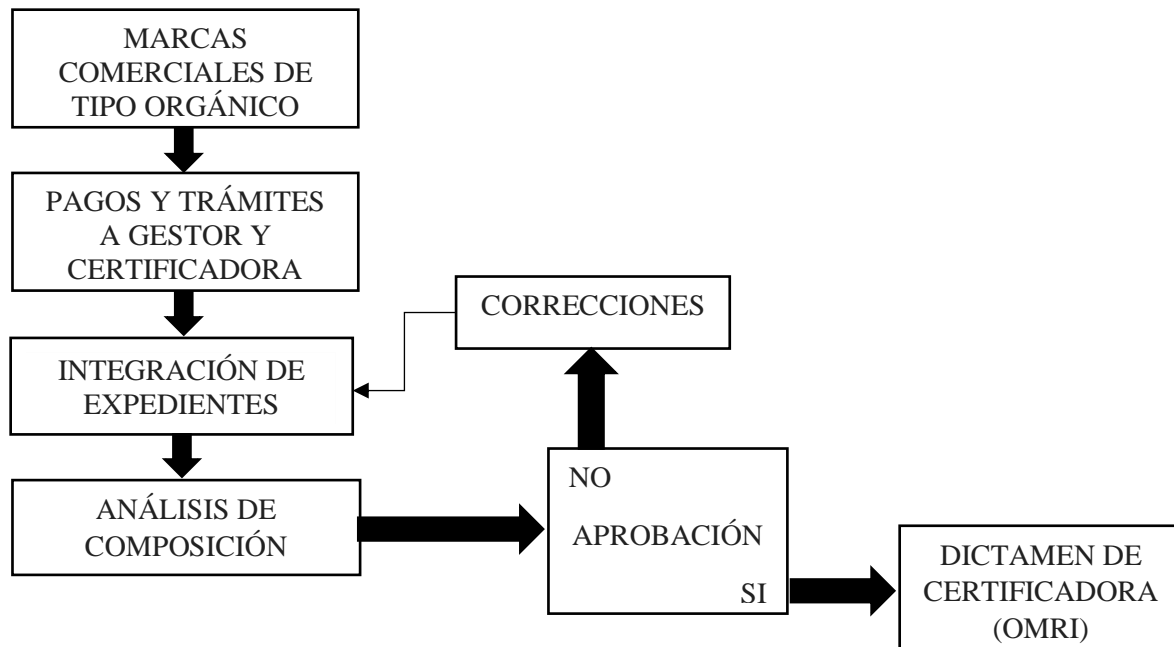 MARCAS
COMERCIALES DE
TIPO ORGÁNICO
PAGOS Y TRÁMITES
A GESTOR Y
CERTIFICADORA
CORRECCIONES
INTEGRACIÓN DE
EXPEDIENTES
ANÁLISIS DE
COMPOSICIÓN
NO
APROBACIÓN
SI
DICTAMEN DE
CERTIFICADORA
(OMRI)